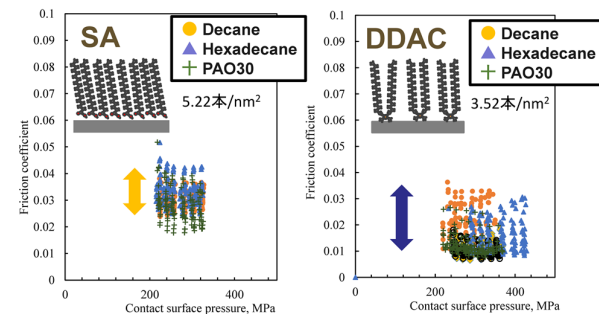 SA
Decane
Hexadecane
PAO30
5.22本/nm²
Friction coefficient
0.1
0.09
0.08
0.07
0.06
0.05
0.04
0.03
0.02
0.01
0
0 200 400
Contact surface pressure, MPa
DDAC
Decane
Hexadecane
PAO30
3.52本/nm²
Friction coefficient
0.1
0.09
0.08
0.07
0.06
0.05
0.04
0.03
0.02
0.01
0
0 200 400
Contact surface pressure, MPa